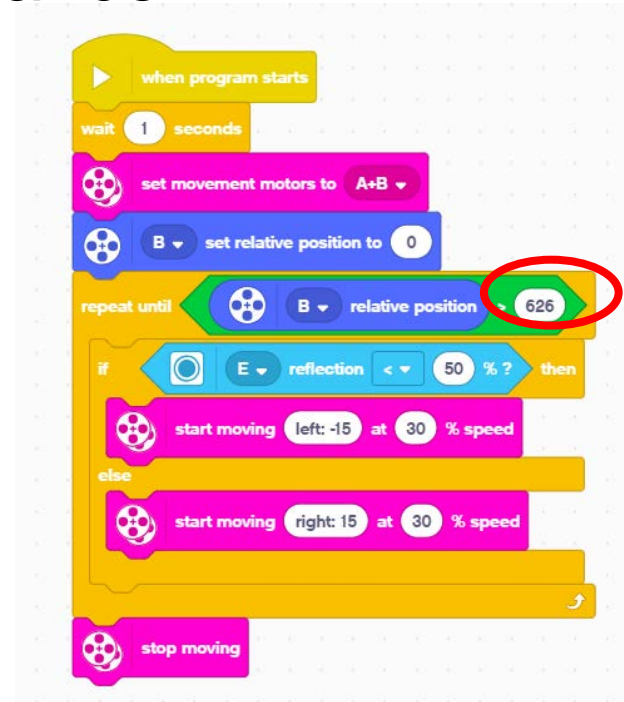 when program starts
wait 1 seconds
set movement motors to A+B
B set relative position to 0
repeat until B relative position > 626
if E reflection < 50 % ? then
start moving left: -15 at 30 % speed
else
start moving right: 15 at 30 % speed
stop moving